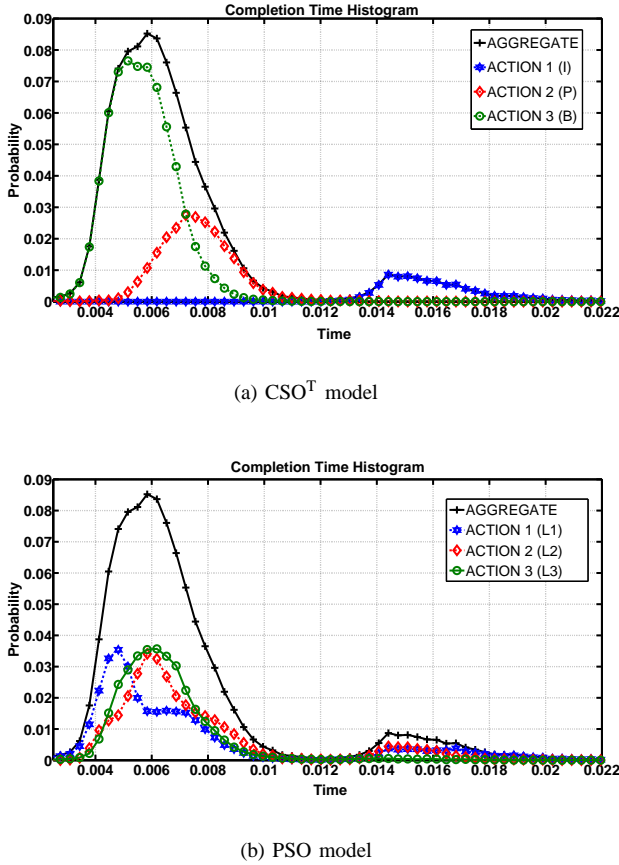 Completion Time Histogram
0.09
0.08
0.07
0.06
0.05
0.04
0.03
0.02
0.01
0
Probability
AGGREGATE
ACTION 1 (I)
ACTION 2 (P)
ACTION 3 (B)
0.004 0.006 0.008 0.01 0.012 0.014 0.016 0.018 0.02 0.022
Time
(a) CSOᵀ model
Completion Time Histogram
0.09
0.08
0.07
0.06
0.05
0.04
0.03
0.02
0.01
0
Probability
AGGREGATE
ACTION 1 (L1)
ACTION 2 (L2)
ACTION 3 (L3)
0.004 0.006 0.008 0.01 0.012 0.014 0.016 0.018 0.02 0.022
Time
(b) PSO model